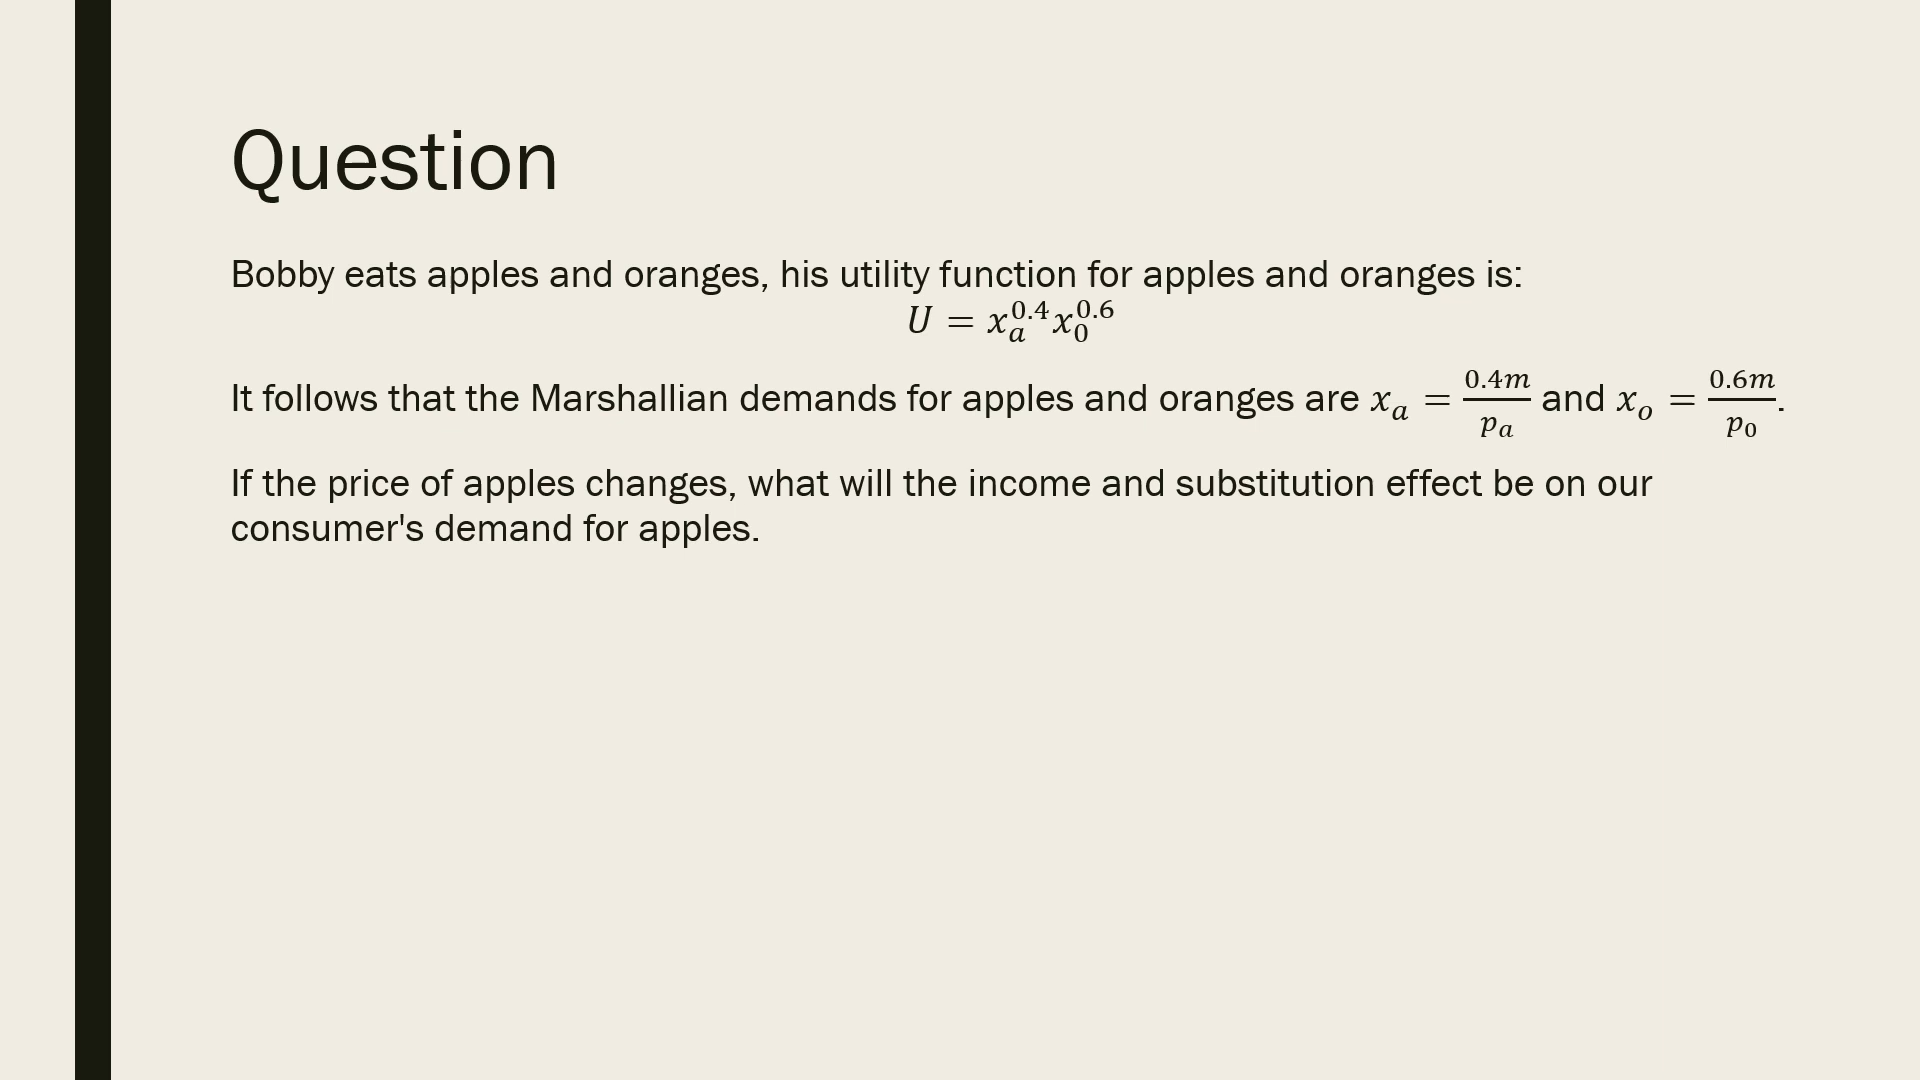 Question
Bobby eats apples and oranges, his utility function for apples and oranges is:
$U = x_a^{0.4} x_0^{0.6}$
It follows that the Marshallian demands for apples and oranges are $x_a = \frac{0.4m}{p_a}$ and $x_o = \frac{0.6m}{p_0}$.
If the price of apples changes, what will the income and substitution effect be on our
consumer's demand for apples.